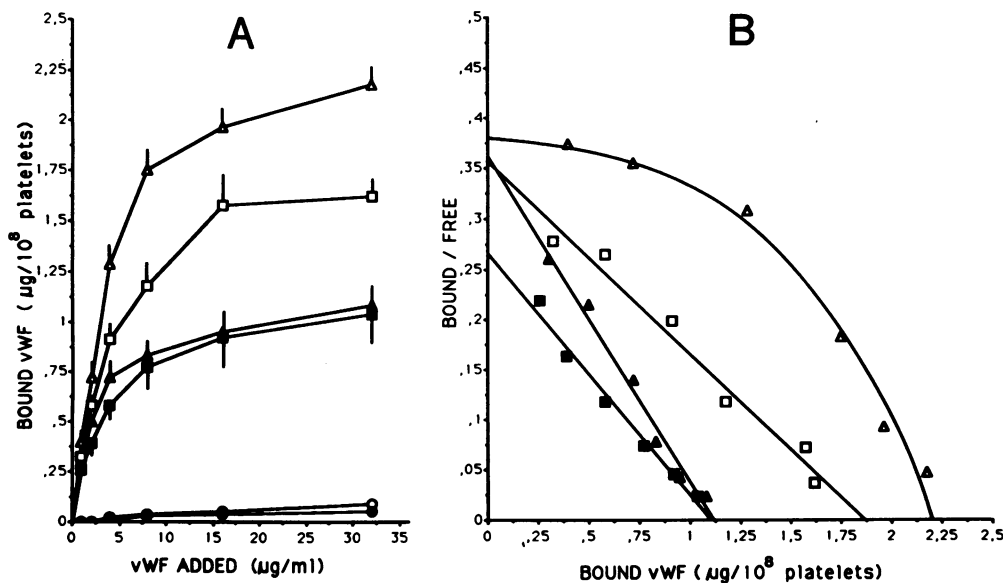 A
2,5
2,25
2
1,75
1,5
1,25
1
,75
,5
,25
0
BOUND vWF ( μg/10⁸ platelets)
0 5 10 15 20 25 30 35
vWF ADDED (μg/ml)
B
,5
,45
,4
,35
,3
,25
,2
,15
,1
,05
0
BOUND / FREE
,25 ,5 ,75 1 1,25 1,5 1,75 2 2,25 2,5
BOUND vWF ( μg/10⁸ platelets)